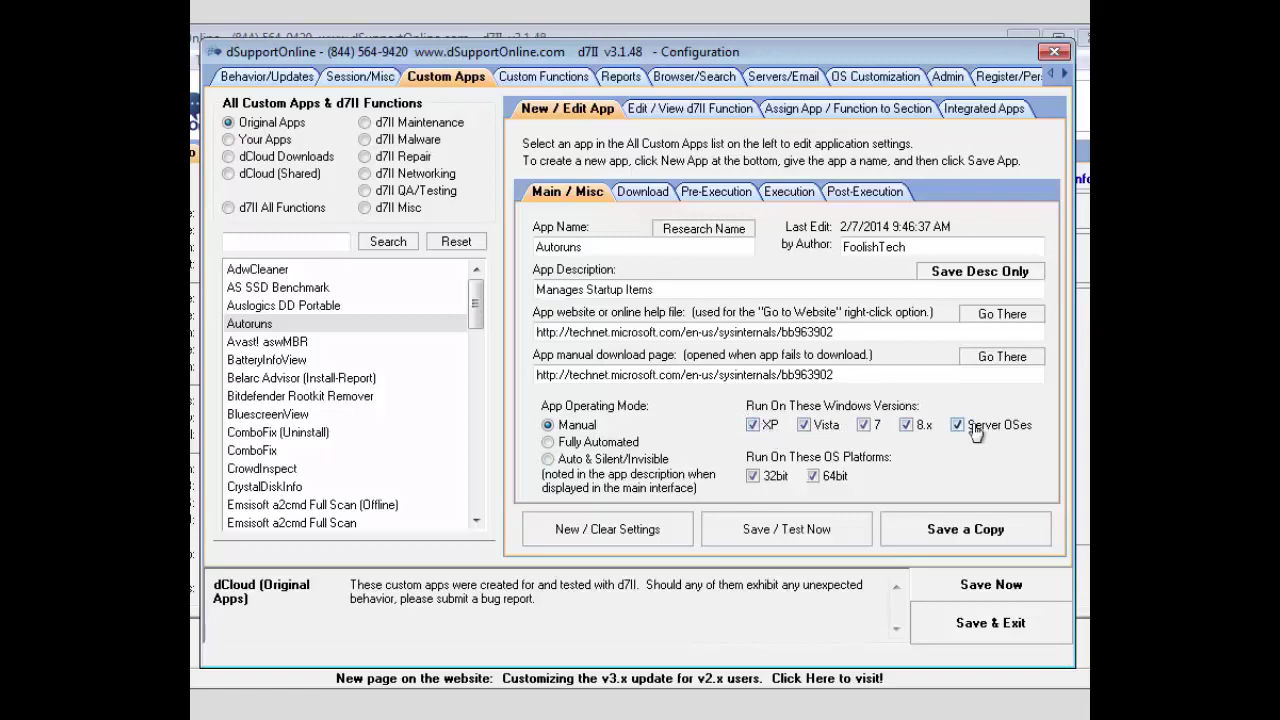 dSupportOnline - (844) 564-9420 www.dSupportOnline.com d7II v3.1.48 - Configuration
Behavior/Updates Session/Misc Custom Apps Custom Functions Reports Browser/Search Servers/Email OS Customization Admin Register/Per
All Custom Apps & d7II Functions
Original Apps d7II Maintenance
Your Apps d7II Malware
dCloud Downloads d7II Repair
dCloud (Shared) d7II Networking
d7II QA/Testing
d7II All Functions d7II Misc
Search Reset
AdwCleaner
AS SSD Benchmark
Auslogics DD Portable
Autoruns
Avast! aswMBR
BatteryInfoView
Belarc Advisor (Install-Report)
Bitdefender Rootkit Remover
BluescreenView
ComboFix (Uninstall)
ComboFix
CrowdInspect
CrystalDiskInfo
Emsisoft a2cmd Full Scan (Offline)
Emsisoft a2cmd Full Scan
New / Edit App Edit / View d7II Function Assign App / Function to Section Integrated Apps
Select an app in the All Custom Apps list on the left to edit application settings.
To create a new app, click New App at the bottom, give the app a name, and then click Save App.
Main / Misc Download Pre-Execution Execution Post-Execution
App Name: Research Name Last Edit: 2/7/2014 9:46:37 AM
Autoruns by Author: FoolishTech
App Description: Save Desc Only
Manages Startup Items
App website or online help file: (used for the "Go to Website" right-click option.) Go There
http://technet.microsoft.com/en-us/sysinternals/bb963902
App manual download page: (opened when app fails to download.) Go There
http://technet.microsoft.com/en-us/sysinternals/bb963902
App Operating Mode: Run On These Windows Versions:
Manual XP Vista 7 8.x Server OSes
Fully Automated
Auto & Silent/Invisible Run On These OS Platforms:
(noted in the app description when 32bit 64bit
displayed in the main interface)
New / Clear Settings Save / Test Now Save a Copy
dCloud (Original
Apps)
These custom apps were created for and tested with d7II. Should any of them exhibit any unexpected
behavior, please submit a bug report.
Save Now
Save & Exit
New page on the website: Customizing the v3.x update for v2.x users. Click Here to visit!